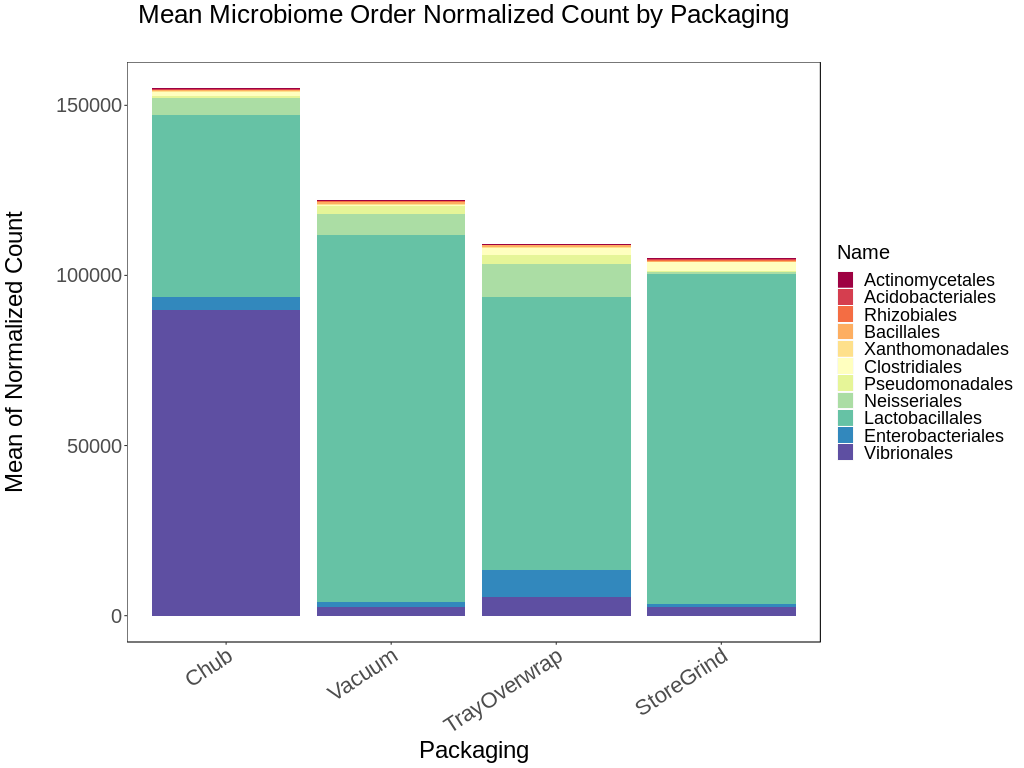 Mean Microbiome Order Normalized Count by Packaging
Mean of Normalized Count
150000
100000
50000
0
Chub
Vacuum
TrayOverwrap
StoreGrind
Packaging
Name
Actinomycetales
Acidobacteriales
Rhizobiales
Bacillales
Xanthomonadales
Clostridiales
Pseudomonadales
Neisseriales
Lactobacillales
Enterobacteriales
Vibrionales